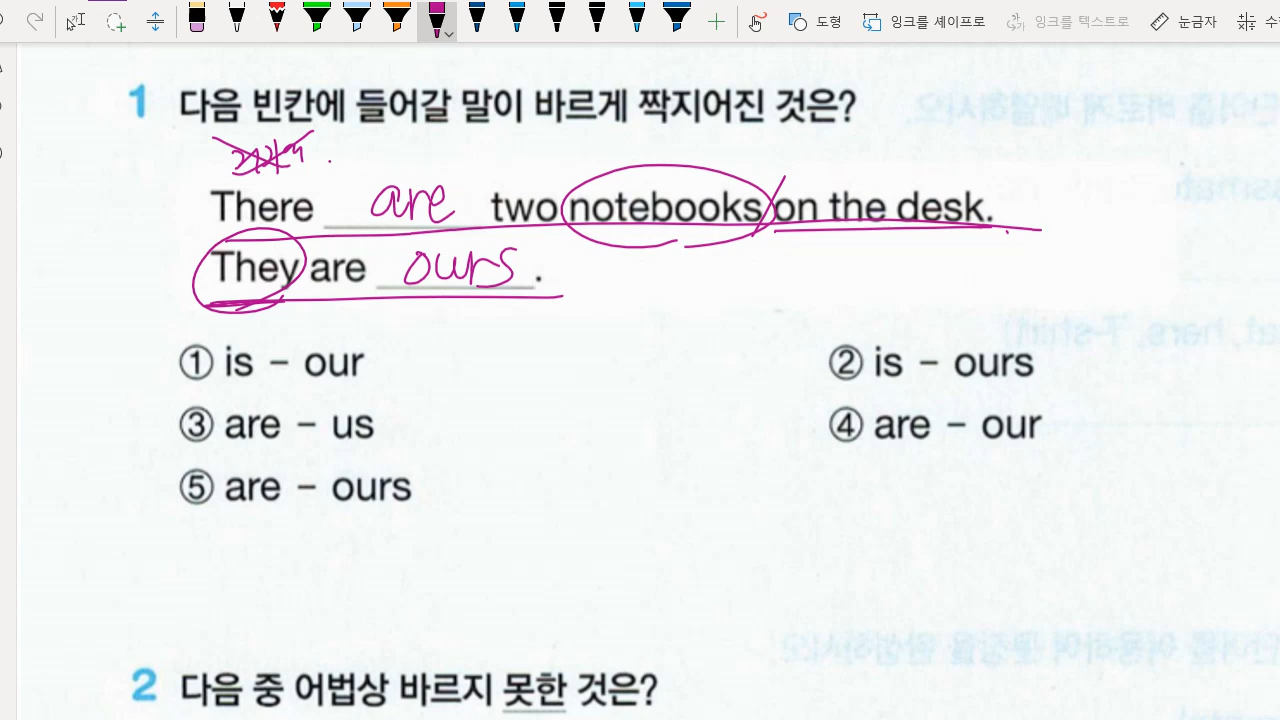 도형
잉크를 셰이프로
잉크를 텍스트로
눈금자
수
1 다음 빈칸에 들어갈 말이 바르게 짝지어진 것은?
There are two notebooks on the desk.
They are ours.
① is – our
② is – ours
③ are – us
④ are – our
⑤ are – ours
2 다음 중 어법상 바르지 못한 것은?